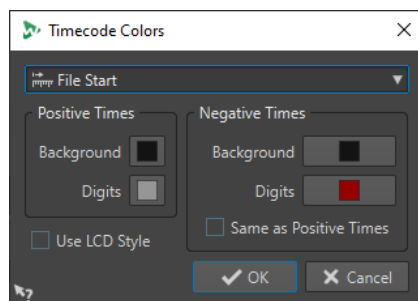 Timecode Colors
File Start
Positive Times
Background
Digits
Use LCD Style
Negative Times
Background
Digits
Same as Positive Times
OK
Cancel
?